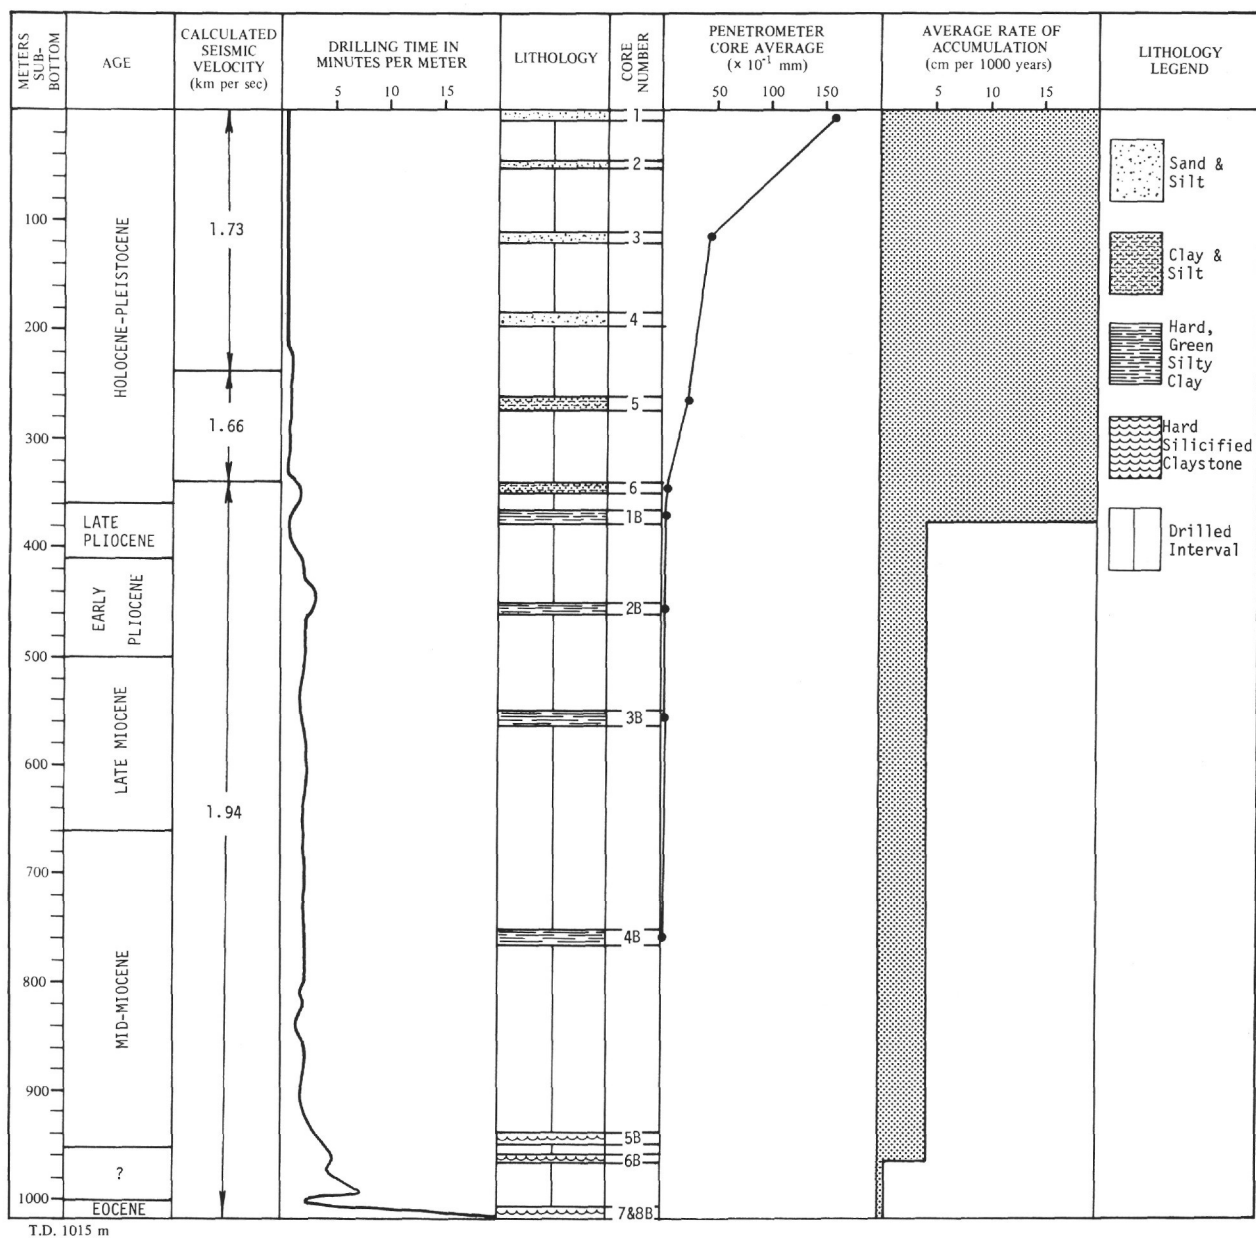 METERS
SUB-
BOTTOM
AGE
CALCULATED
SEISMIC
VELOCITY
(km per sec)
DRILLING TIME IN
MINUTES PER METER
5 10 15
LITHOLOGY
CORE
NUMBER
PENETROMETER
CORE AVERAGE
(× 10⁻¹ mm)
50 100 150
AVERAGE RATE OF
ACCUMULATION
(cm per 1000 years)
5 10 15
LITHOLOGY
LEGEND
100
200
300
400
500
600
700
800
900
1000
HOLOCENE-PLEISTOCENE
LATE
PLIOCENE
EARLY
PLIOCENE
LATE MIOCENE
MID-MIOCENE
?
EOCENE
1.73
1.66
1.94
1
2
3
4
5
6
1B
2B
3B
4B
5B
6B
7&8B
Sand &
Silt
Clay &
Silt
Hard,
Green
Silty
Clay
Hard
Silicified
Claystone
Drilled
Interval
T.D. 1015 m